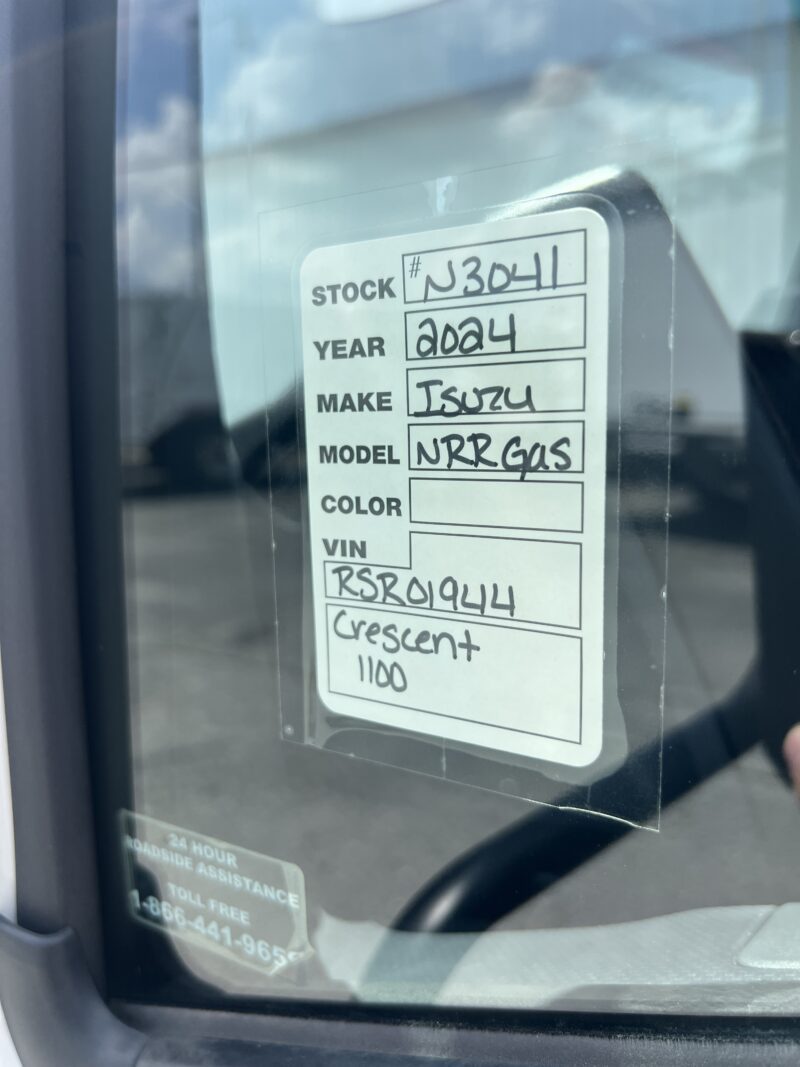 STOCK # N3041
YEAR 2024
MAKE Isuzu
MODEL NRR Gas
COLOR
VIN
RSR01944
Crescent
1100
24 HOUR
ROADSIDE ASSISTANCE
TOLL FREE
1-866-441-965